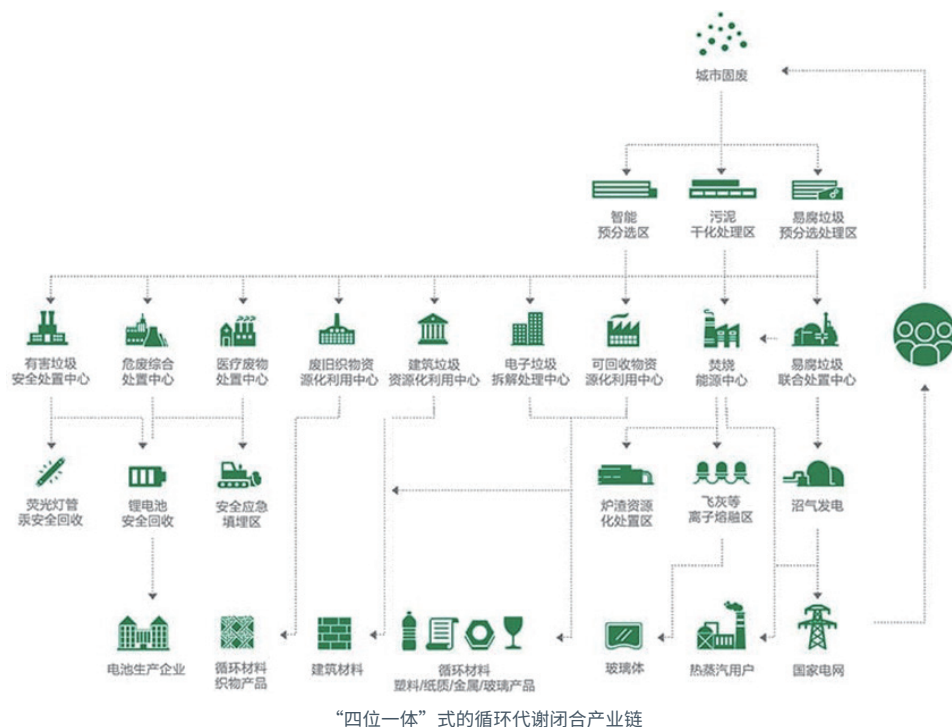 城市固废
智能
预分选区
污泥
干化处理区
易腐垃圾
预分选处理区
有害垃圾
安全处置中心
危废综合
处置中心
医疗废物
处置中心
废旧织物资
源化利用中心
建筑垃圾
资源化利用中心
电子垃圾
拆解处理中心
可回收物资
源化利用中心
焚烧
能源中心
易腐垃圾
联合处置中心
荧光灯管
汞安全回收
锂电池
安全回收
安全应急
填埋区
炉渣资源
化处置区
飞灰等
离子熔融区
沼气发电
电池生产企业
循环材料
织物产品
建筑材料
循环材料
塑料/纸质/金属/玻璃产品
玻璃体
热蒸汽用户
国家电网
“四位一体”式的循环代谢闭合产业链